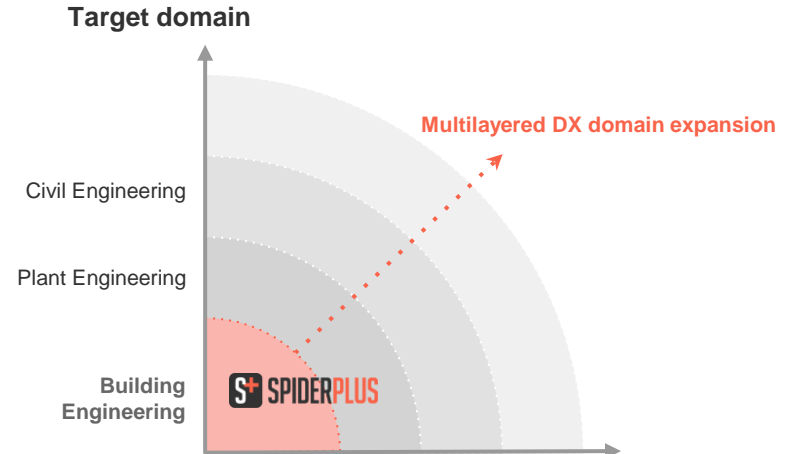 Target domain
Multilayered DX domain expansion
Civil Engineering
Plant Engineering
Building
Engineering
S+ SPIDERPLUS